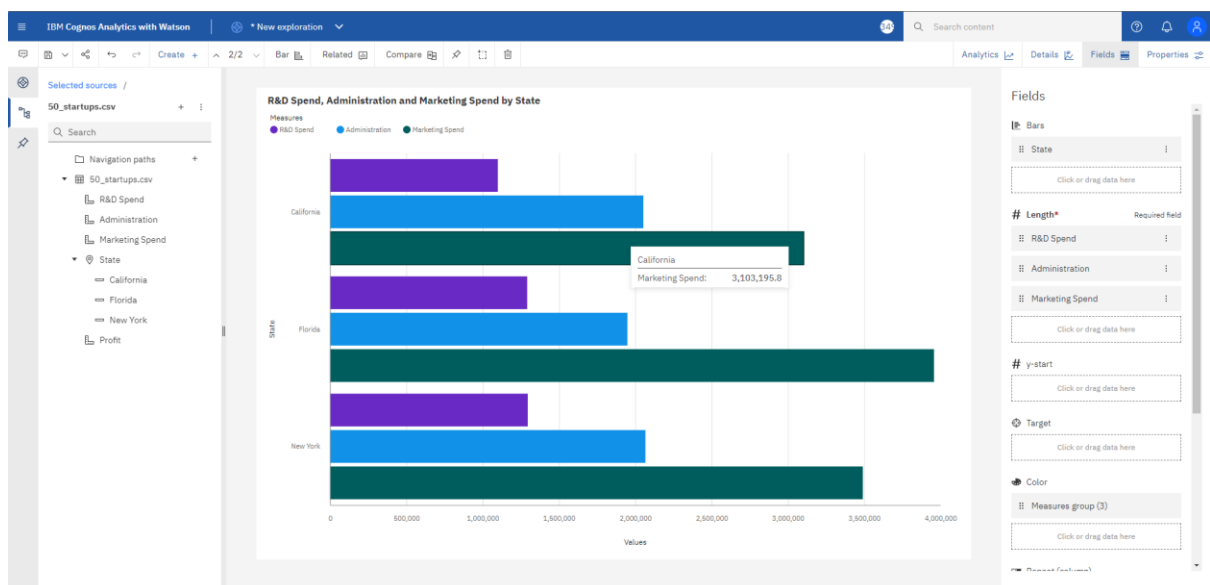 IBM Cognos Analytics with Watson
* New exploration
Search content
Create +
2/2
Bar
Related
Compare
Analytics
Details
Fields
Properties
Selected sources /
50_startups.csv
Search
Navigation paths
50_startups.csv
R&D Spend
Administration
Marketing Spend
State
California
Florida
New York
Profit
R&D Spend, Administration and Marketing Spend by State
Measures
R&D Spend Administration Marketing Spend
California
California
Marketing Spend: 3,103,195.8
State
Florida
New York
0 500,000 1,000,000 1,500,000 2,000,000 2,500,000 3,000,000 3,500,000 4,000,000
Values
Fields
Bars
State
Click or drag data here
# Length* Required field
R&D Spend
Administration
Marketing Spend
Click or drag data here
# y-start
Click or drag data here
Target
Click or drag data here
Color
Measures group (3)
Click or drag data here
Repeat (column)